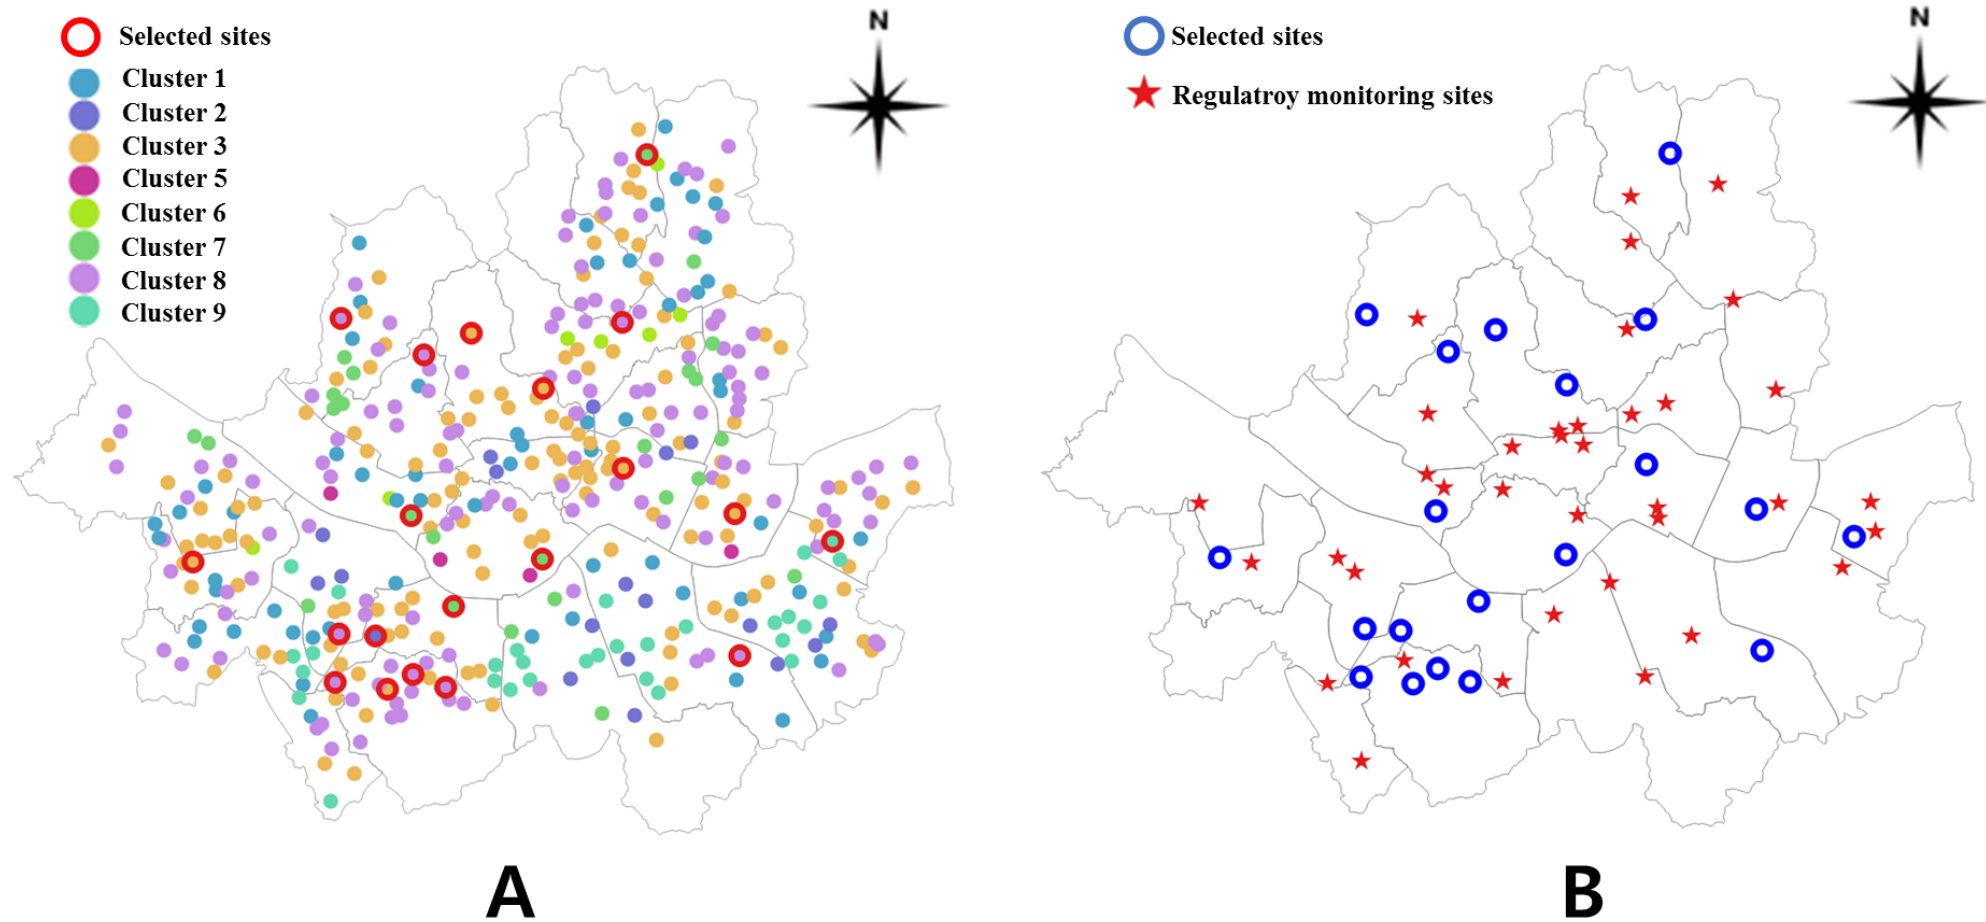 N
Selected sites
Cluster 1
Cluster 2
Cluster 3
Cluster 5
Cluster 6
Cluster 7
Cluster 8
Cluster 9
A
N
Selected sites
Regulatroy monitoring sites
B